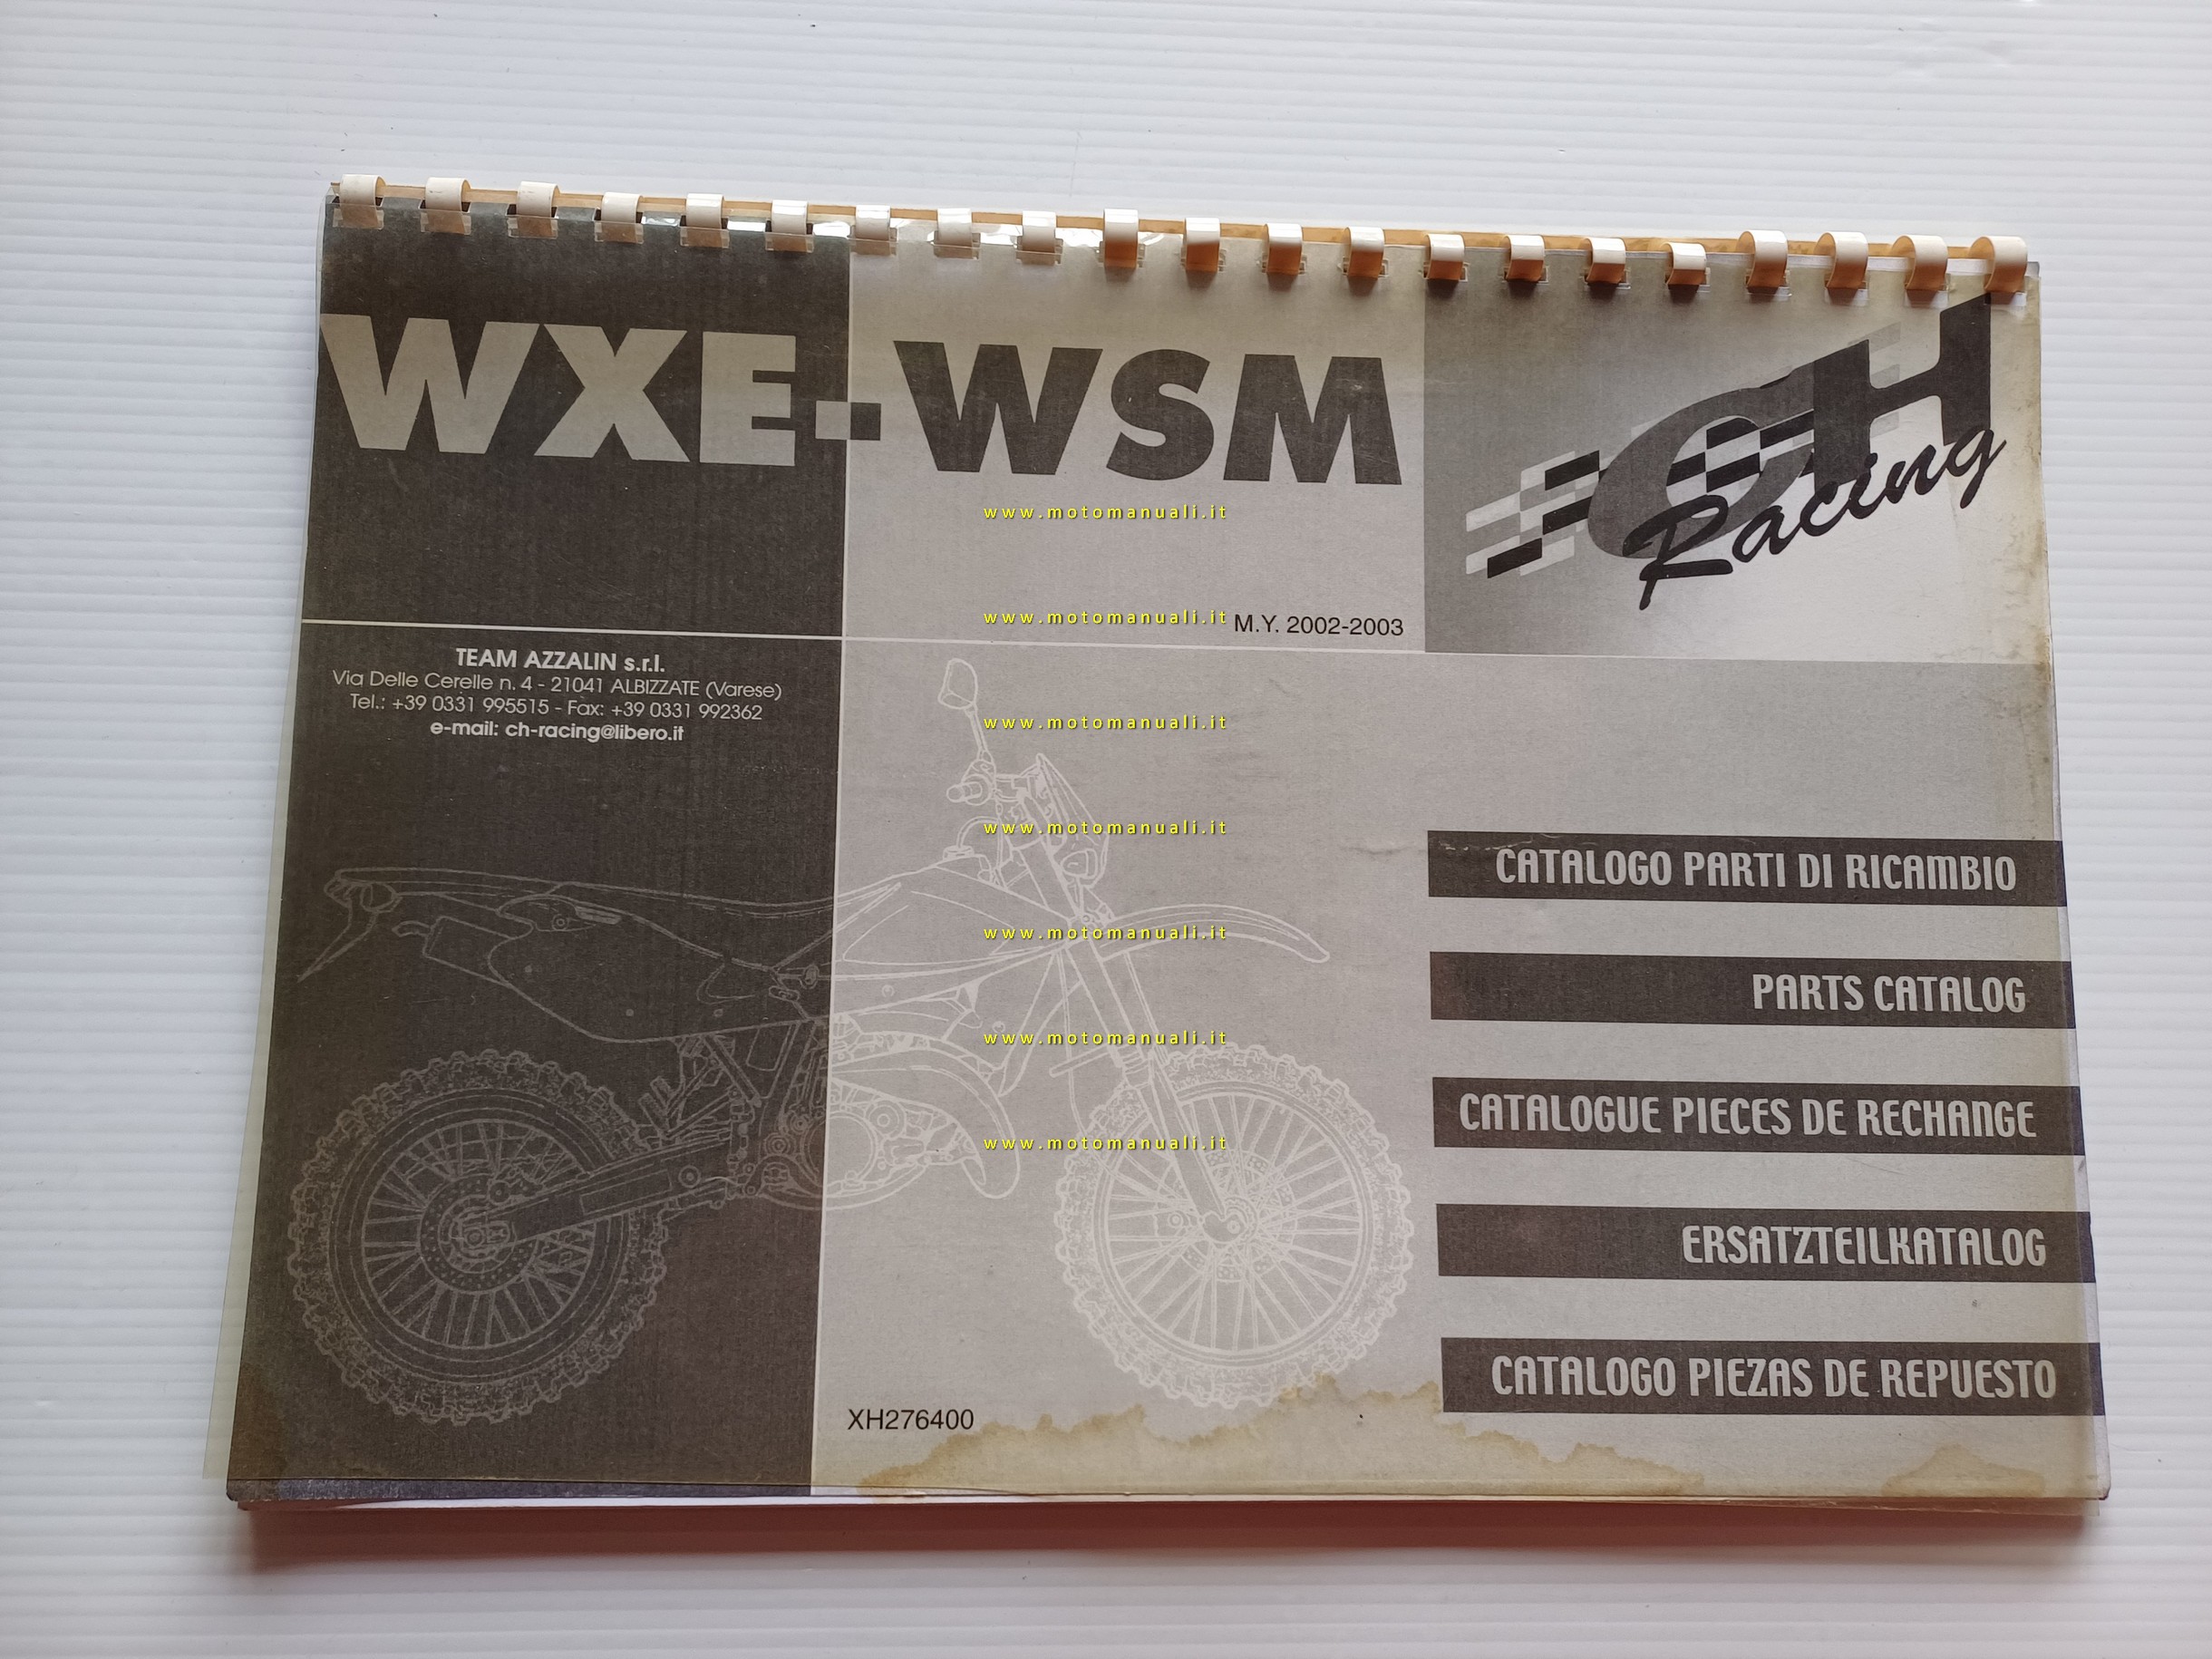 WXE-WSM
CH
Racing
www.motomanuali.it
www.motomanuali.it
M.Y. 2002-2003
TEAM AZZALIN s.r.l.
Via Delle Cerelle n. 4 - 21041 ALBIZZATE (Varese)
Tel.: +39 0331 995515 - Fax: +39 0331 992362
e-mail: ch-racing@libero.it
www.motomanuali.it
www.motomanuali.it
CATALOGO PARTI DI RICAMBIO
www.motomanuali.it
PARTS CATALOG
www.motomanuali.it
CATALOGUE PIECES DE RECHANGE
www.motomanuali.it
ERSATZTEILKATALOG
CATALOGO PIEZAS DE REPUESTO
XH276400